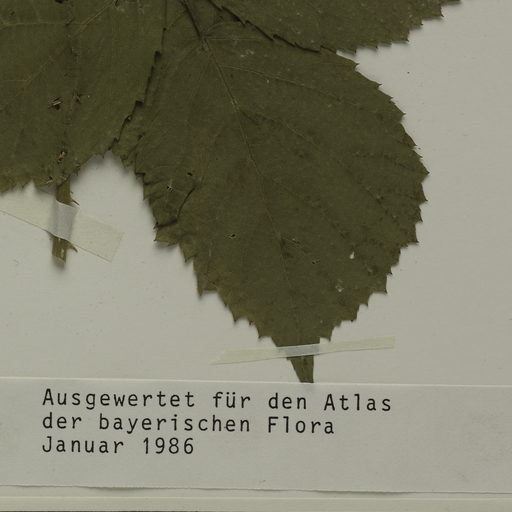 Ausgewertet für den Atlas
der bayerischen Flora
Januar 1986